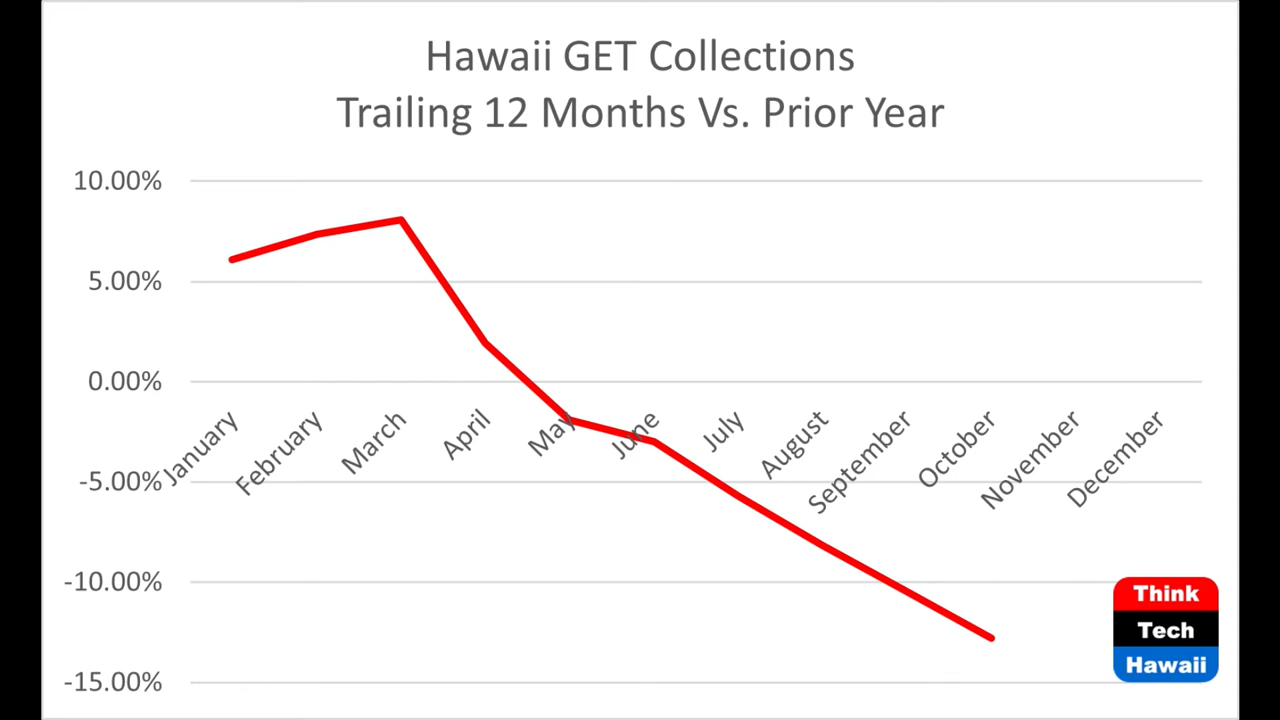 Hawaii GET Collections
Trailing 12 Months Vs. Prior Year
10.00%
5.00%
0.00%
-5.00%
-10.00%
-15.00%
January
February
March
April
May
June
July
August
September
October
November
December
Think
Tech
Hawaii